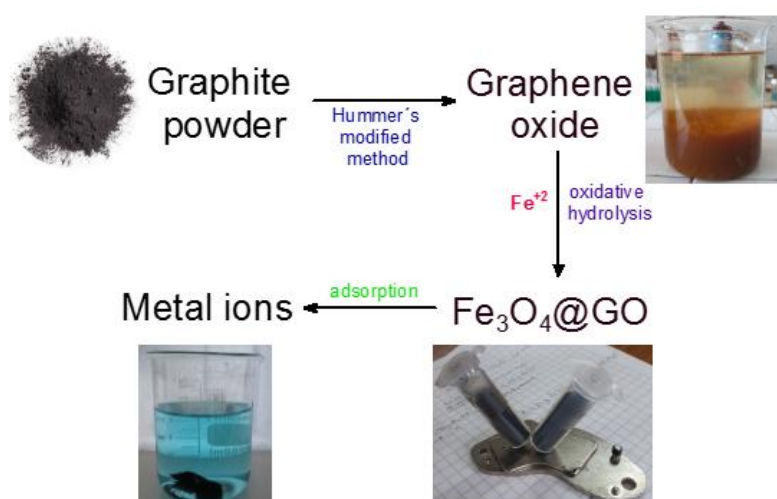 Graphite
powder
Hummer´s
modified
method
Graphene
oxide
Fe⁺²
oxidative
hydrolysis
Fe₃O₄@GO
adsorption
Metal ions